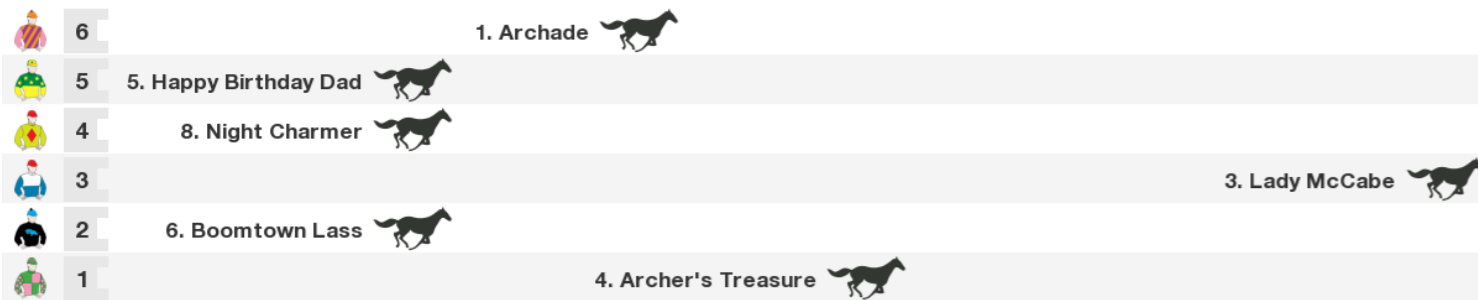 6 1. Archade
5 5. Happy Birthday Dad
4 8. Night Charmer
3 3. Lady McCabe
2 6. Boomtown Lass
1 4. Archer's Treasure